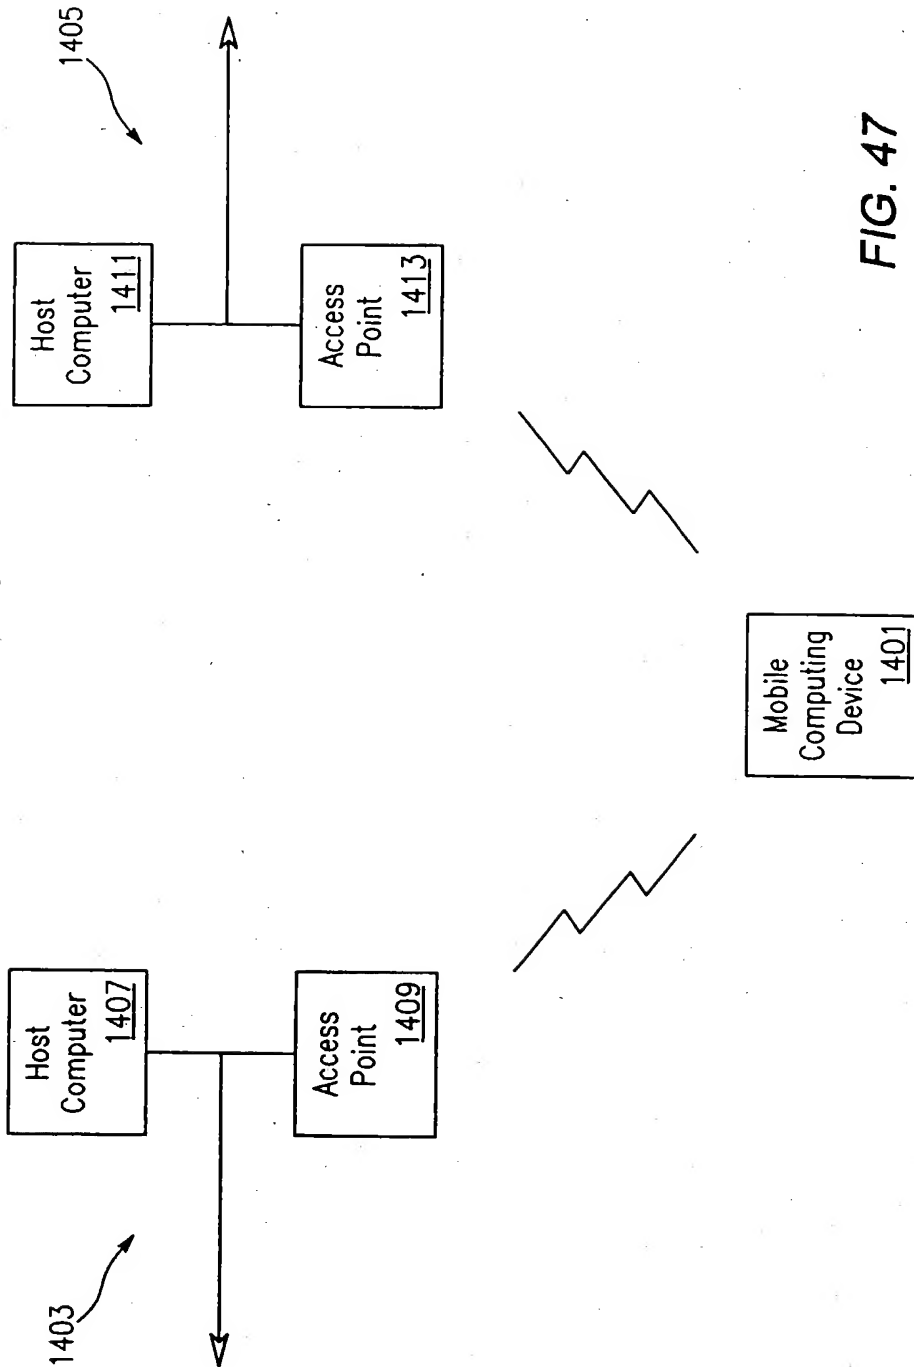 1403
1405
Host
Computer
1407
Host
Computer
1411
Access
Point
1409
Access
Point
1413
Mobile
Computing
Device
1401
FIG. 47